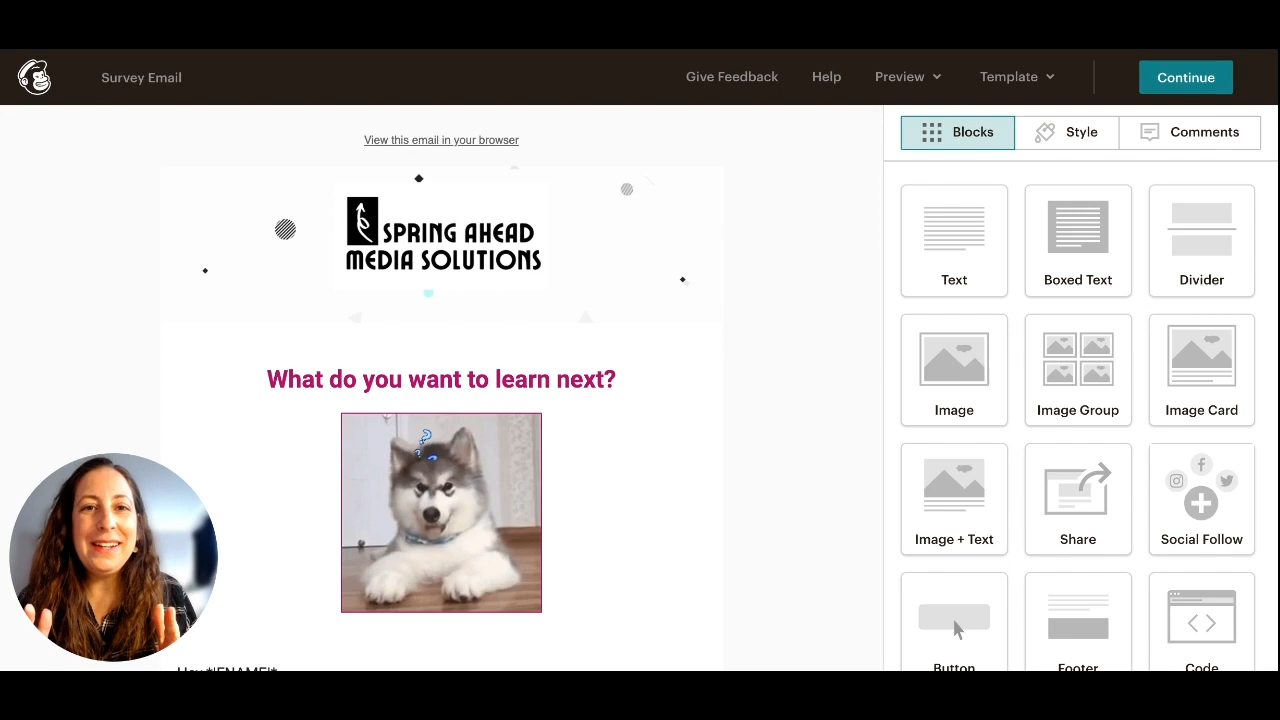 Survey Email
Give Feedback
Help
Preview
Template
Continue
View this email in your browser
SPRING AHEAD
MEDIA SOLUTIONS
What do you want to learn next?
Hey *|FNAME|*
Blocks
Style
Comments
Text
Boxed Text
Divider
Image
Image Group
Image Card
Image + Text
Share
Social Follow
Button
Footer
Code